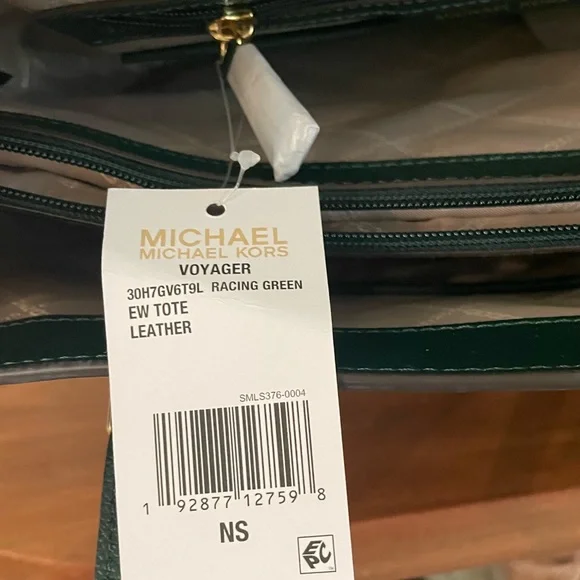 MICHAEL
MICHAEL KORS
VOYAGER
30H7GV6T9L RACING GREEN
EW TOTE
LEATHER
SMLS376-0004
1 92877 12759 8
NS
EPC